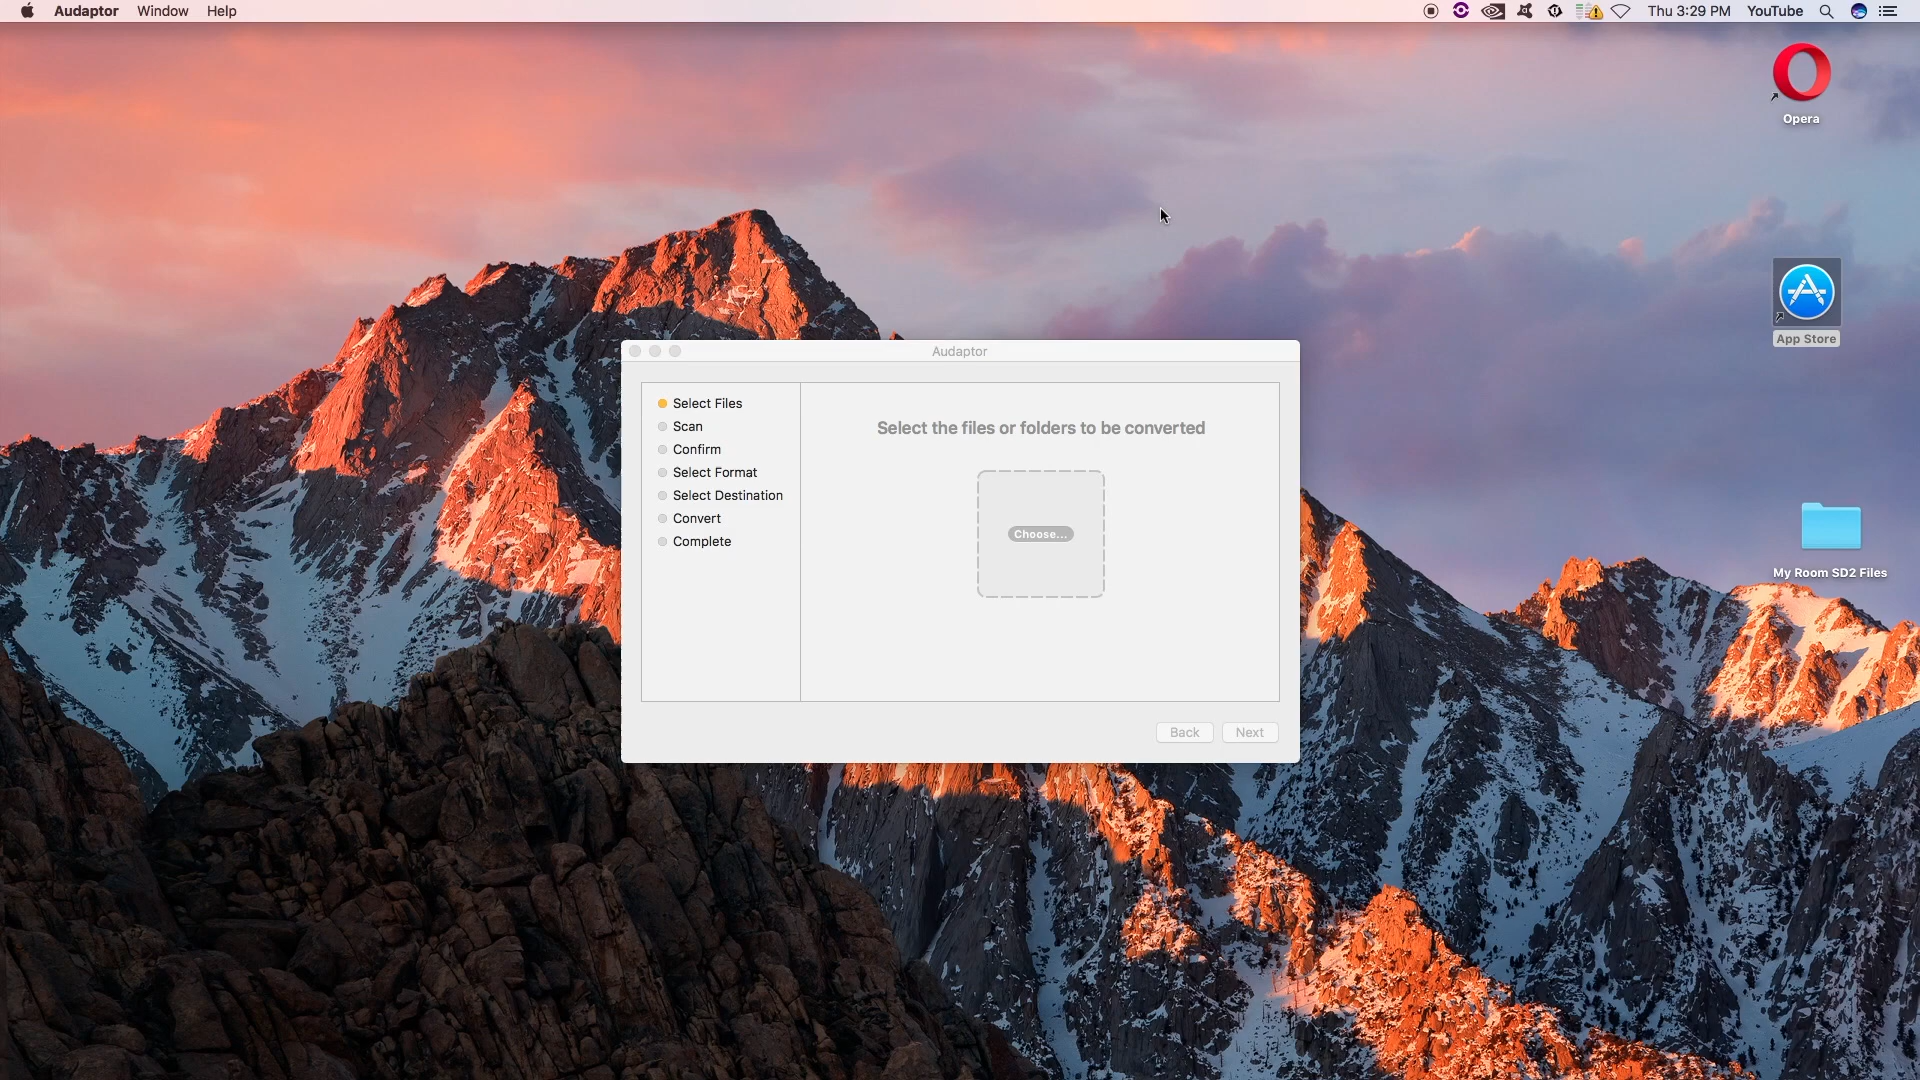 Audaptor Window Help
Thu 3:29 PM YouTube
Opera
App Store
My Room SD2 Files
Audaptor
Select Files
Scan
Confirm
Select Format
Select Destination
Convert
Complete
Select the files or folders to be converted
Choose...
Back Next